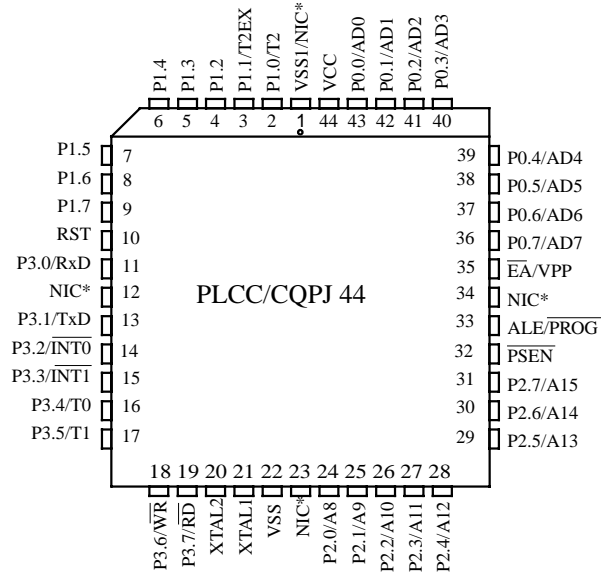 P1.4
P1.3
P1.2
P1.1/T2EX
P1.0/T2
VSS1/NIC*
VCC
P0.0/AD0
P0.1/AD1
P0.2/AD2
P0.3/AD3
6 5 4 3 2 1 44 43 42 41 40
P1.5 7
P1.6 8
P1.7 9
RST 10
P3.0/RxD 11
NIC* 12
P3.1/TxD 13
P3.2/I̅N̅T̅0̅ 14
P3.3/I̅N̅T̅1̅ 15
P3.4/T0 16
P3.5/T1 17
PLCC/CQPJ 44
39 P0.4/AD4
38 P0.5/AD5
37 P0.6/AD6
36 P0.7/AD7
35 E̅A̅/VPP
34 NIC*
33 ALE/P̅R̅O̅G̅
32 P̅S̅E̅N̅
31 P2.7/A15
30 P2.6/A14
29 P2.5/A13
18 19 20 21 22 23 24 25 26 27 28
P3.6/W̅R̅
P3.7/R̅D̅
XTAL2
XTAL1
VSS
NIC*
P2.0/A8
P2.1/A9
P2.2/A10
P2.3/A11
P2.4/A12